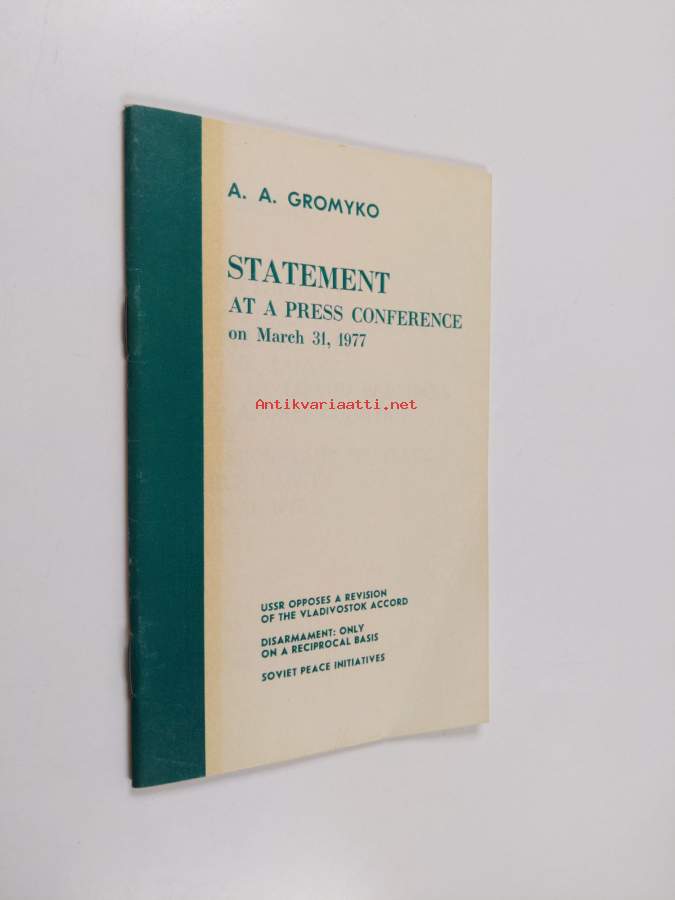 A. A. GROMYKO
STATEMENT
AT A PRESS CONFERENCE
on March 31, 1977
Antikvariaatti.net
USSR OPPOSES A REVISION
OF THE VLADIVOSTOK ACCORD
DISARMAMENT: ONLY
ON A RECIPROCAL BASIS
SOVIET PEACE INITIATIVES